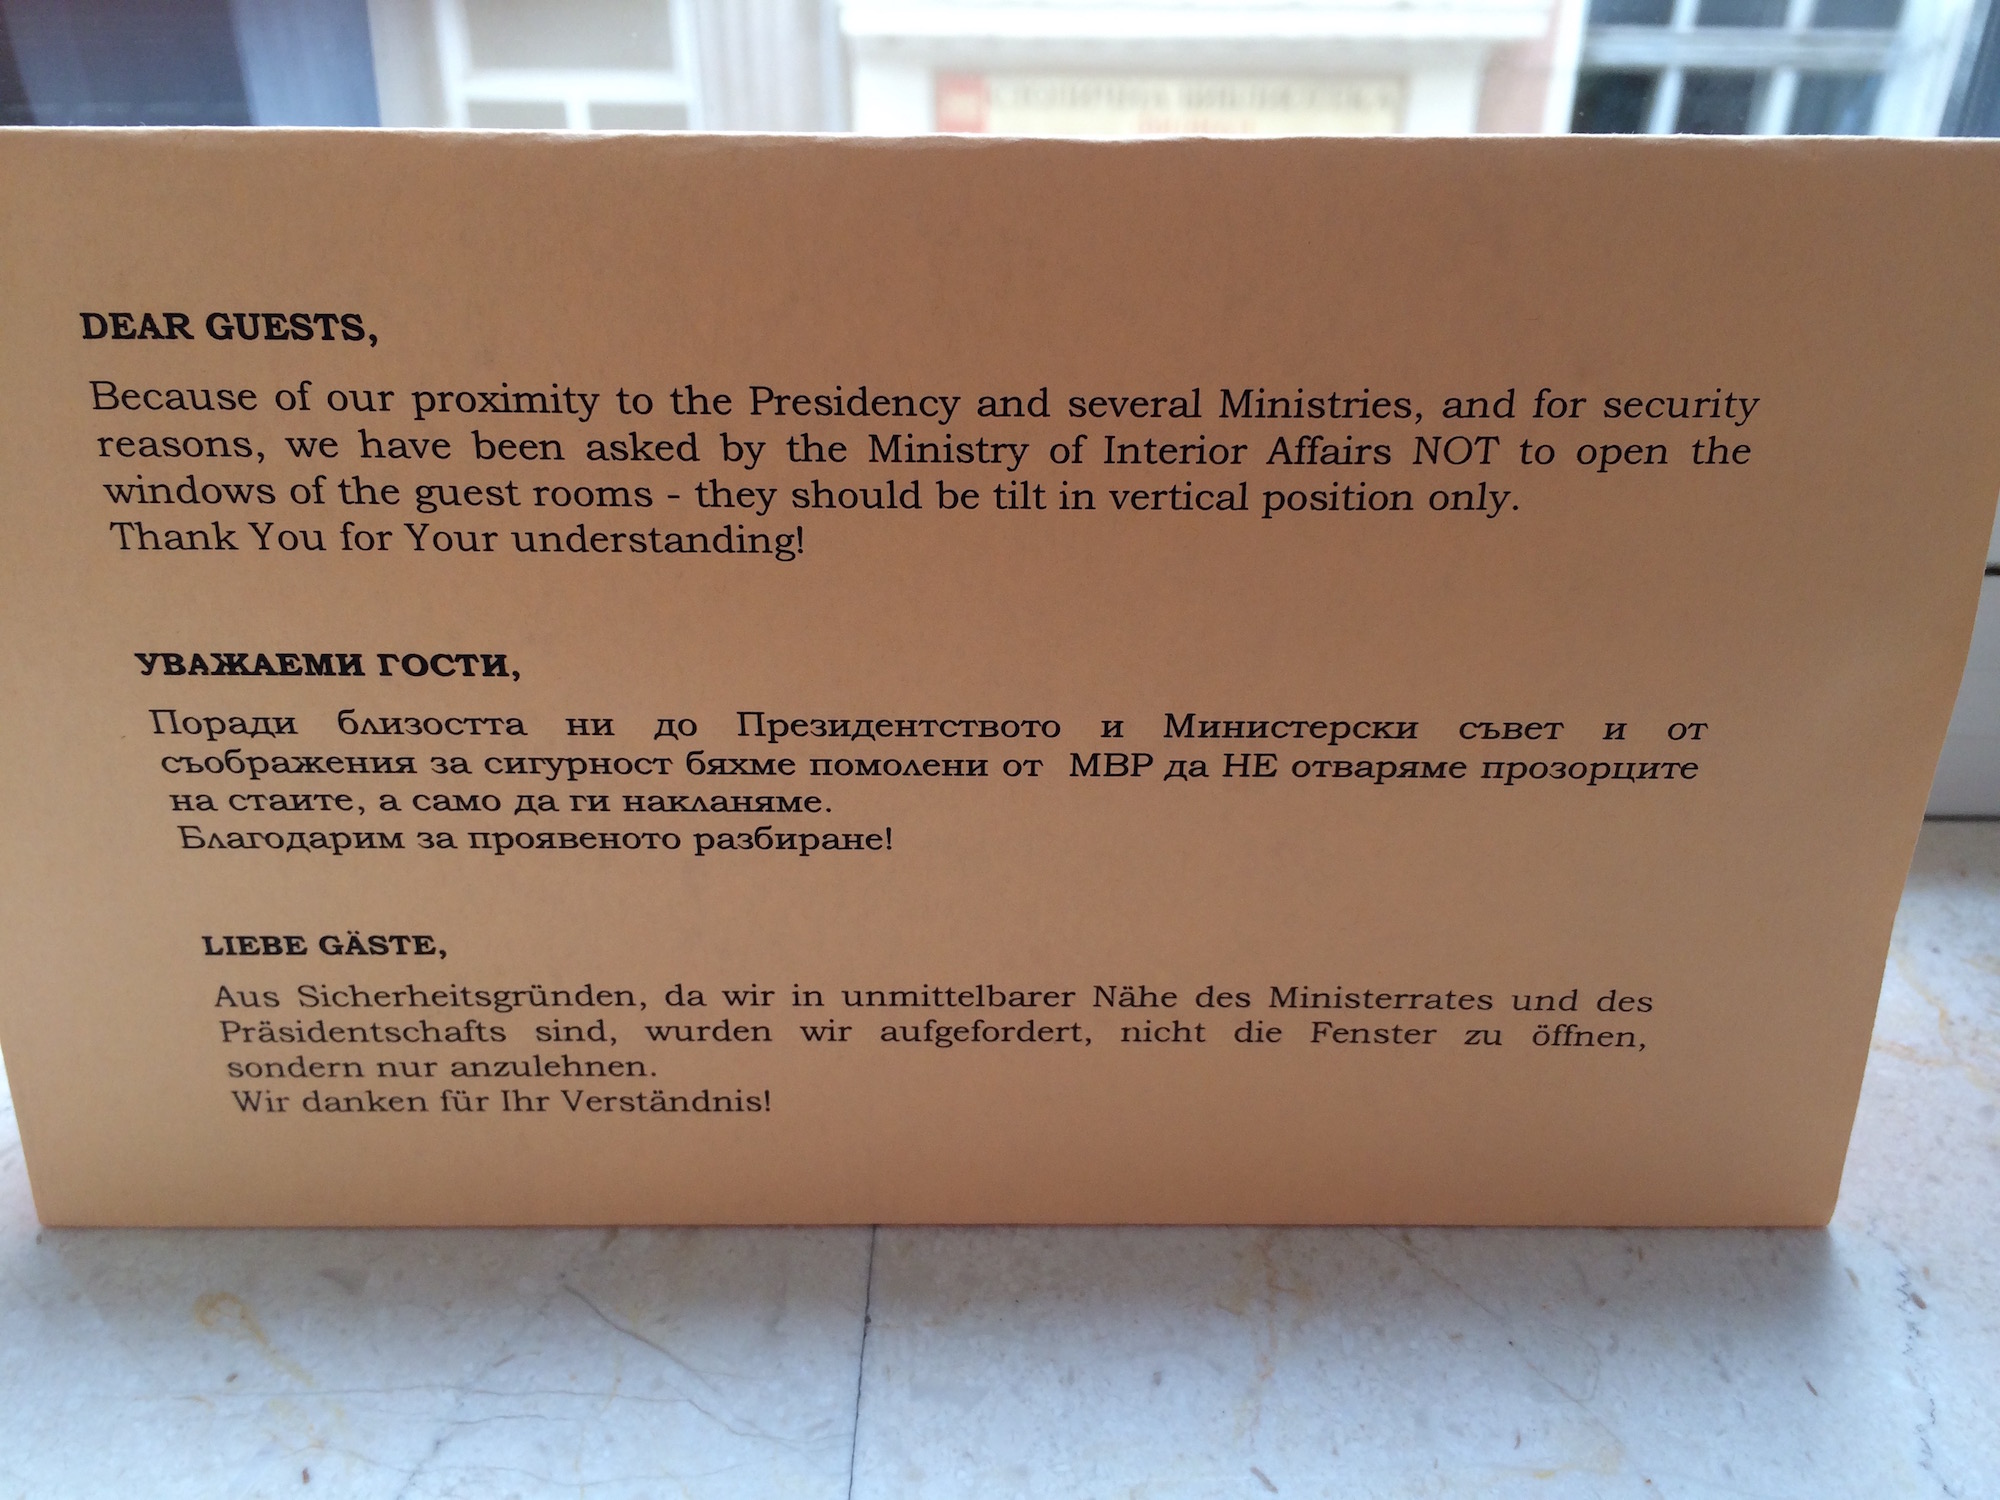 СТОЛИЧНА БИБЛИОТЕКА
DEAR GUESTS,
Because of our proximity to the Presidency and several Ministries, and for security
reasons, we have been asked by the Ministry of Interior Affairs NOT to open the
windows of the guest rooms - they should be tilt in vertical position only.
Thank You for Your understanding!
УВАЖАЕМИ ГОСТИ,
Поради близостта ни до Президентството и Министерски съвет и от
съображения за сигурност бяхме помолени от МВР да НЕ отваряме прозорците
на стаите, а само да ги накланяме.
Благодарим за проявеното разбиране!
LIEBE GÄSTE,
Aus Sicherheitsgründen, da wir in unmittelbarer Nähe des Ministerrates und des
Präsidentschafts sind, wurden wir aufgefordert, nicht die Fenster zu öffnen,
sondern nur anzulehnen.
Wir danken für Ihr Verständnis!